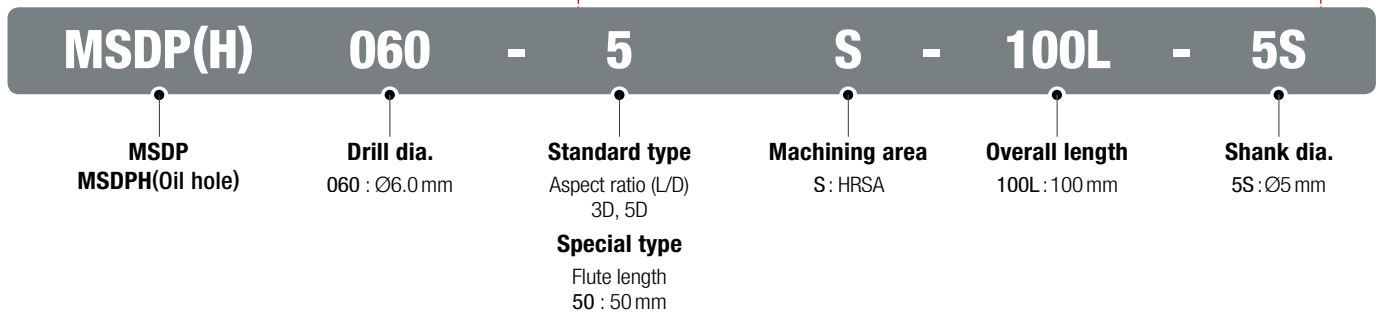 MSDP(H) 060 - 5 S - 100L - 5S
MSDP
MSDPH(Oil hole)
Drill dia.
060 : Ø6.0 mm
Standard type
Aspect ratio (L/D)
3D, 5D
Special type
Flute length
50 : 50 mm
Machining area
S : HRSA
Overall length
100L : 100 mm
Shank dia.
5S : Ø5 mm